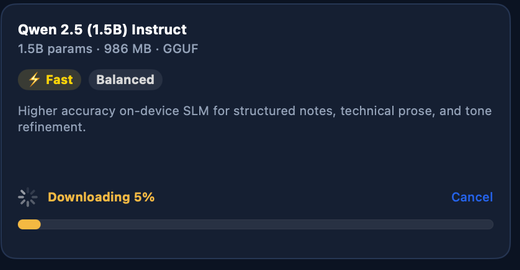 Qwen 2.5 (1.5B) Instruct
1.5B params · 986 MB · GGUF
⚡ Fast Balanced
Higher accuracy on-device SLM for structured notes, technical prose, and tone
refinement.
Downloading 5% Cancel